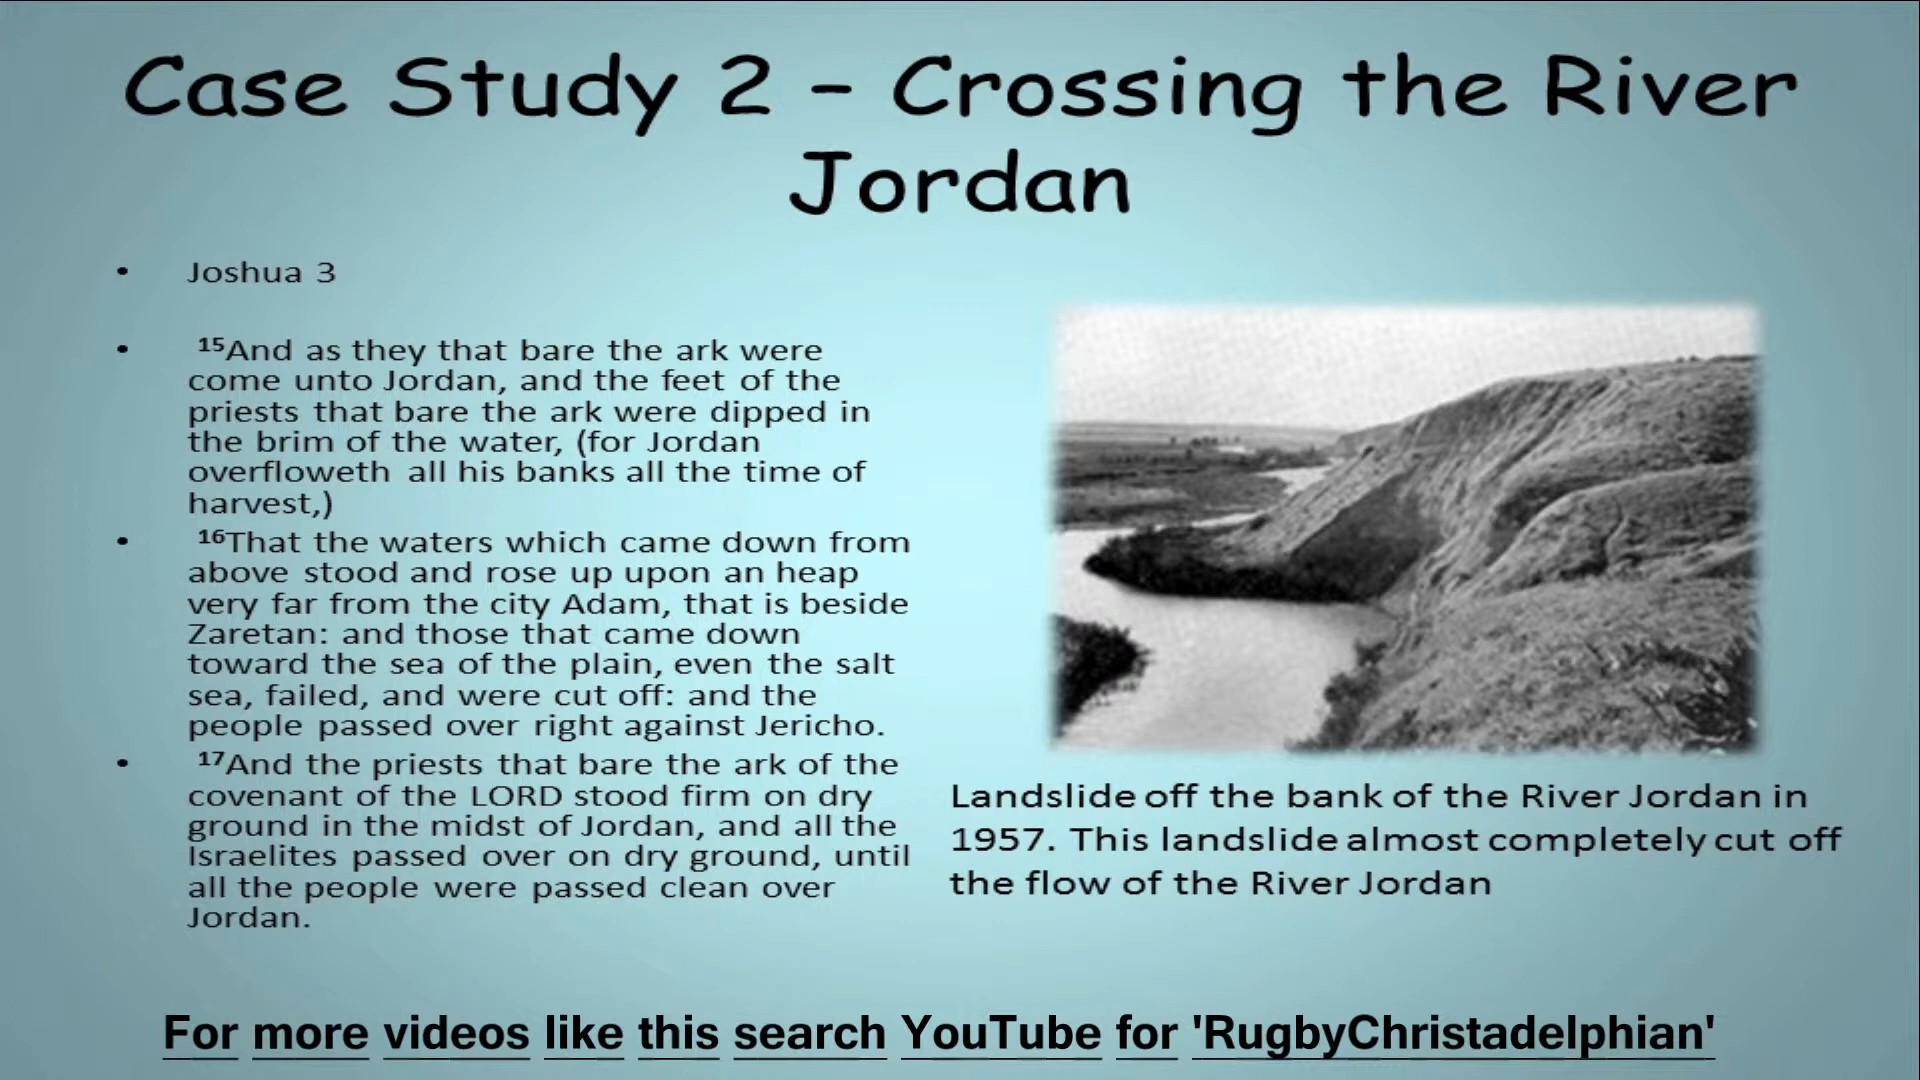 Case Study 2 – Crossing the River
Jordan
• Joshua 3
• 15And as they that bare the ark were
come unto Jordan, and the feet of the
priests that bare the ark were dipped in
the brim of the water, (for Jordan
overfloweth all his banks all the time of
harvest,)
• 16That the waters which came down from
above stood and rose up upon an heap
very far from the city Adam, that is beside
Zaretan: and those that came down
toward the sea of the plain, even the salt
sea, failed, and were cut off: and the
people passed over right against Jericho.
• 17And the priests that bare the ark of the
covenant of the LORD stood firm on dry
ground in the midst of Jordan, and all the
Israelites passed over on dry ground, until
all the people were passed clean over
Jordan.
Landslide off the bank of the River Jordan in
1957. This landslide almost completely cut off
the flow of the River Jordan
For more videos like this search YouTube for 'RugbyChristadelphian'